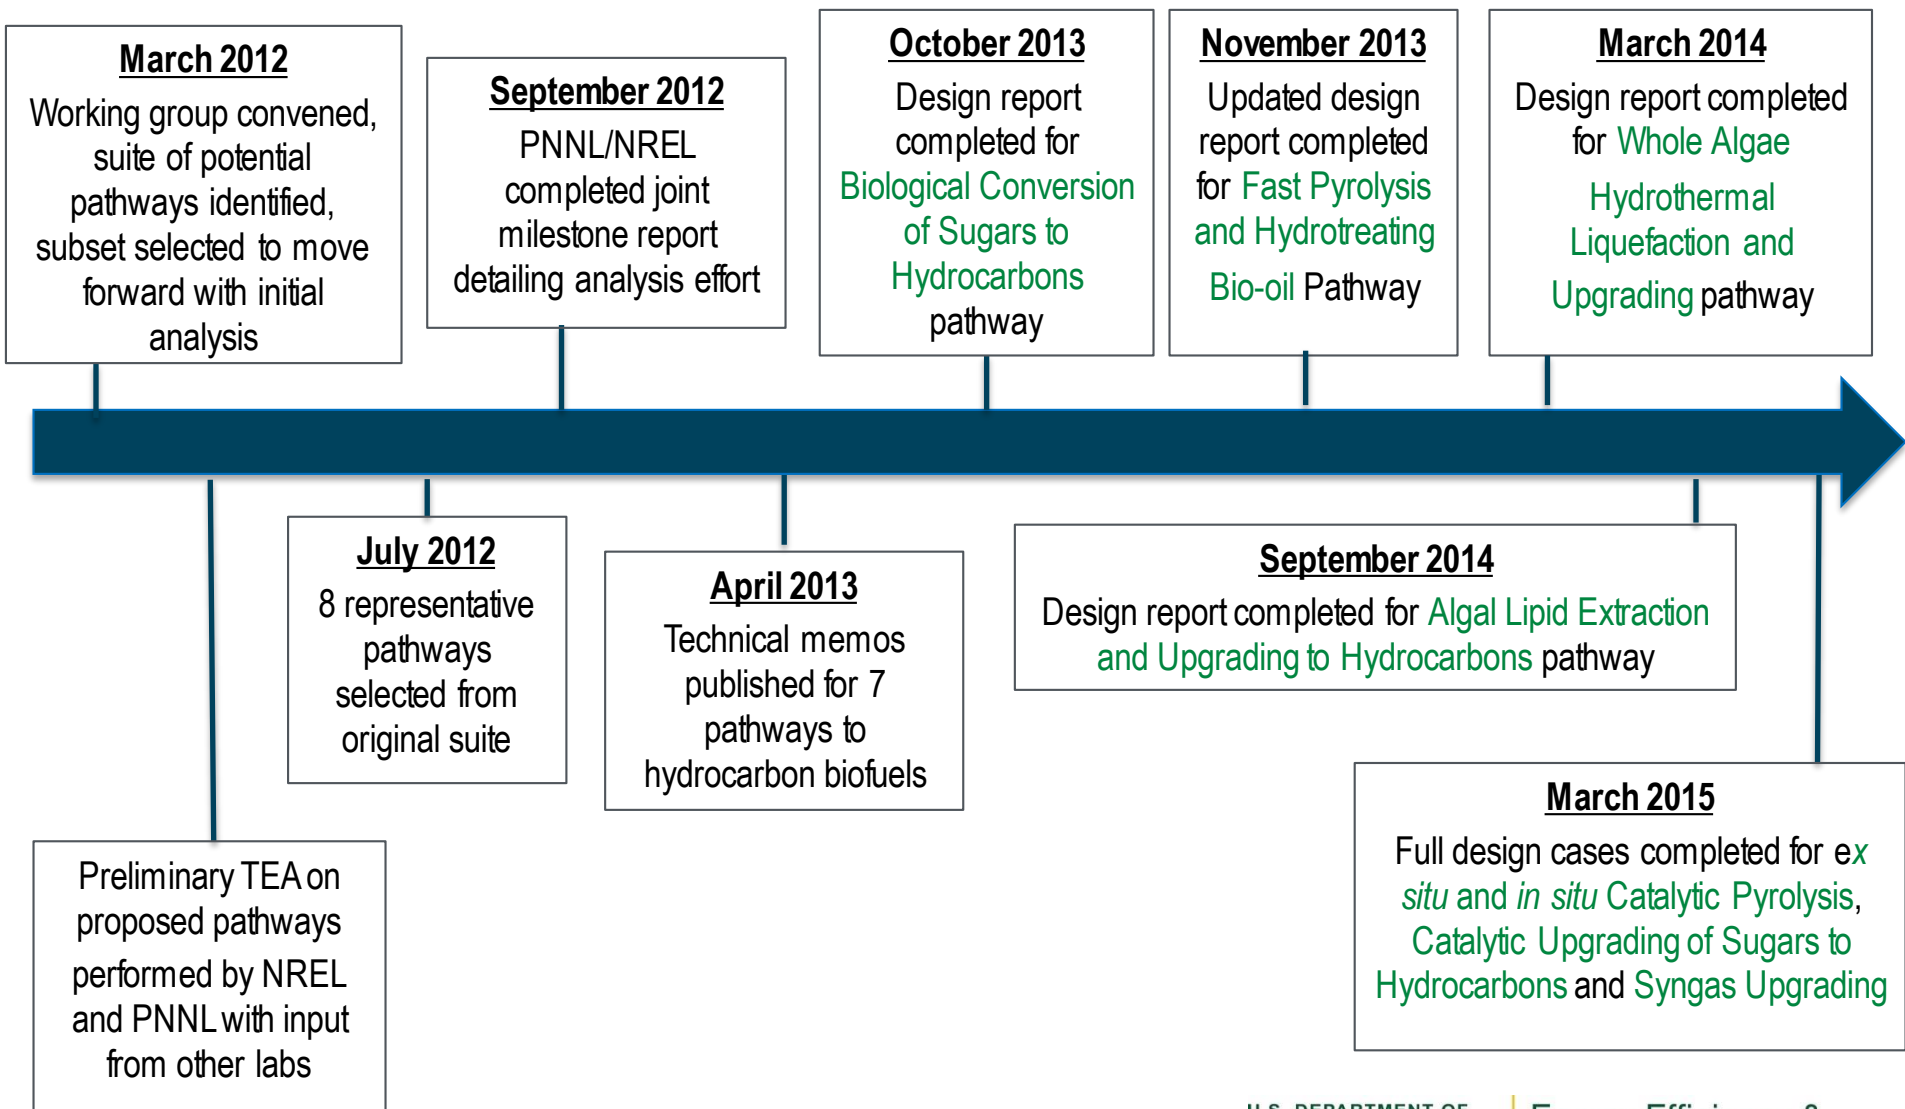 March 2012
Working group convened,
suite of potential
pathways identified,
subset selected to move
forward with initial
analysis
September 2012
PNNL/NREL
completed joint
milestone report
detailing analysis effort
October 2013
Design report
completed for
Biological Conversion
of Sugars to
Hydrocarbons
pathway
November 2013
Updated design
report completed
for Fast Pyrolysis
and Hydrotreating
Bio-oil Pathway
March 2014
Design report completed
for Whole Algae
Hydrothermal
Liquefaction and
Upgrading pathway
July 2012
8 representative
pathways
selected from
original suite
April 2013
Technical memos
published for 7
pathways to
hydrocarbon biofuels
September 2014
Design report completed for Algal Lipid Extraction
and Upgrading to Hydrocarbons pathway
Preliminary TEA on
proposed pathways
performed by NREL
and PNNL with input
from other labs
March 2015
Full design cases completed for ex
situ and in situ Catalytic Pyrolysis,
Catalytic Upgrading of Sugars to
Hydrocarbons and Syngas Upgrading
U.S. DEPARTMENT OF
Energy Efficiency &